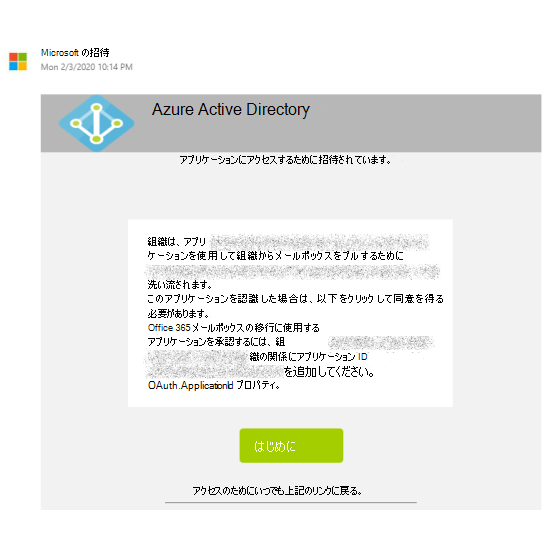 Microsoft の招待
Mon 2/3/2020 10:14 PM
Azure Active Directory
アプリケーションにアクセスするために招待されています。
組織は、アプリ
ケーションを使用して組織からメールボックスをプルするために
洗い流されます。
このアプリケーションを認識した場合は、以下をクリックして同意を得る
必要があります。
Office 365 メールボックスの移行に使用する
アプリケーションを承認するには、組
織の関係にアプリケーション ID
を追加してください。
OAuth.ApplicationId プロパティ。
はじめに
アクセスのためにいつでも上記のリンクに戻る。